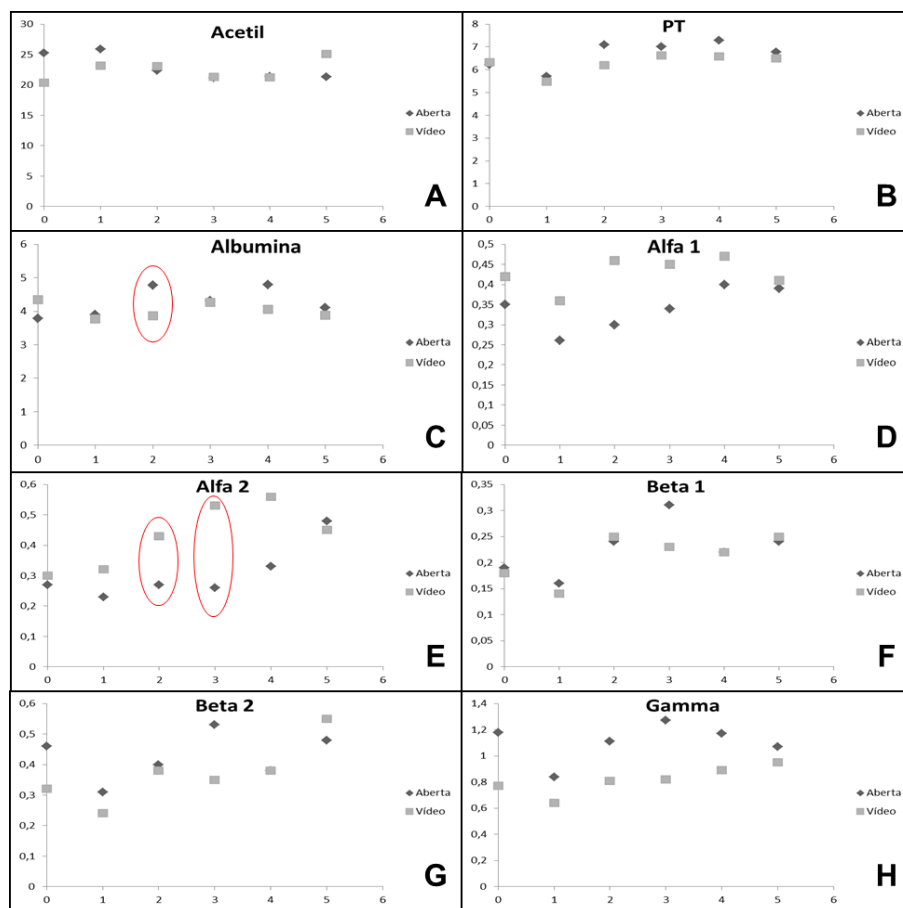 Acetil
30
25
20
15
10
5
0
0 1 2 3 4 5 6
Aberta
Vídeo
A
PT
8
7
6
5
4
3
2
1
0
0 1 2 3 4 5 6
Aberta
Vídeo
B
Albumina
6
5
4
3
2
1
0
0 1 2 3 4 5 6
Aberta
Vídeo
C
Alfa 1
0,5
0,45
0,4
0,35
0,3
0,25
0,2
0,15
0,1
0,05
0
0 1 2 3 4 5 6
Aberta
Vídeo
D
Alfa 2
0,6
0,5
0,4
0,3
0,2
0,1
0
0 1 2 3 4 5 6
Aberta
Vídeo
E
Beta 1
0,35
0,3
0,25
0,2
0,15
0,1
0,05
0
0 1 2 3 4 5 6
Aberta
Vídeo
F
Beta 2
0,6
0,5
0,4
0,3
0,2
0,1
0
0 1 2 3 4 5 6
Aberta
Vídeo
G
Gamma
1,4
1,2
1
0,8
0,6
0,4
0,2
0
0 1 2 3 4 5 6
Aberta
Vídeo
H